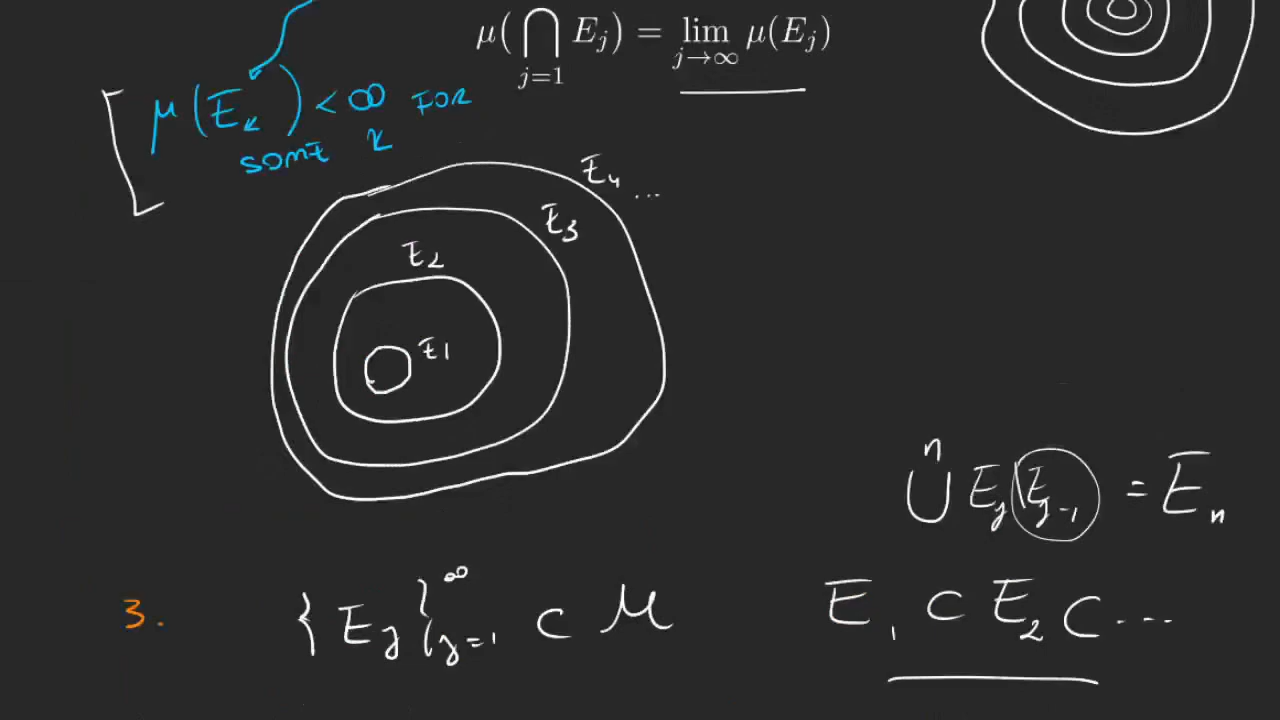 μ(⋂_{j=1} E_j) = lim_{j→∞} μ(E_j)
μ(E_k) < ∞ FOR
SOME k
E_4 ...
E_3
E_2
E_1
⋃^n E_j \ E_{j-1} = E_n
3. {E_j}_{j=1}^∞ ⊂ M E_1 ⊂ E_2 ⊂ ...